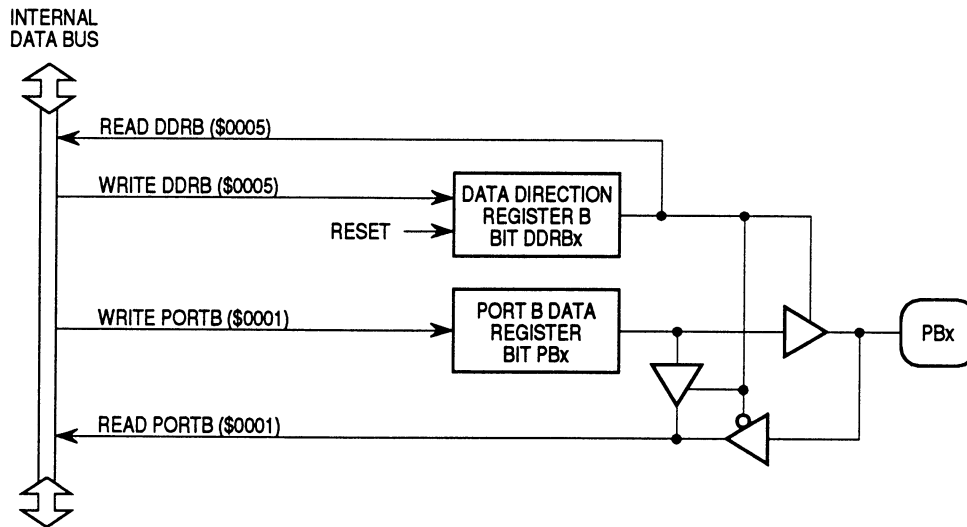 INTERNAL
DATA BUS
READ DDRB ($0005)
WRITE DDRB ($0005)
RESET
DATA DIRECTION
REGISTER B
BIT DDRBx
WRITE PORTB ($0001)
PORT B DATA
REGISTER
BIT PBx
PBx
READ PORTB ($0001)